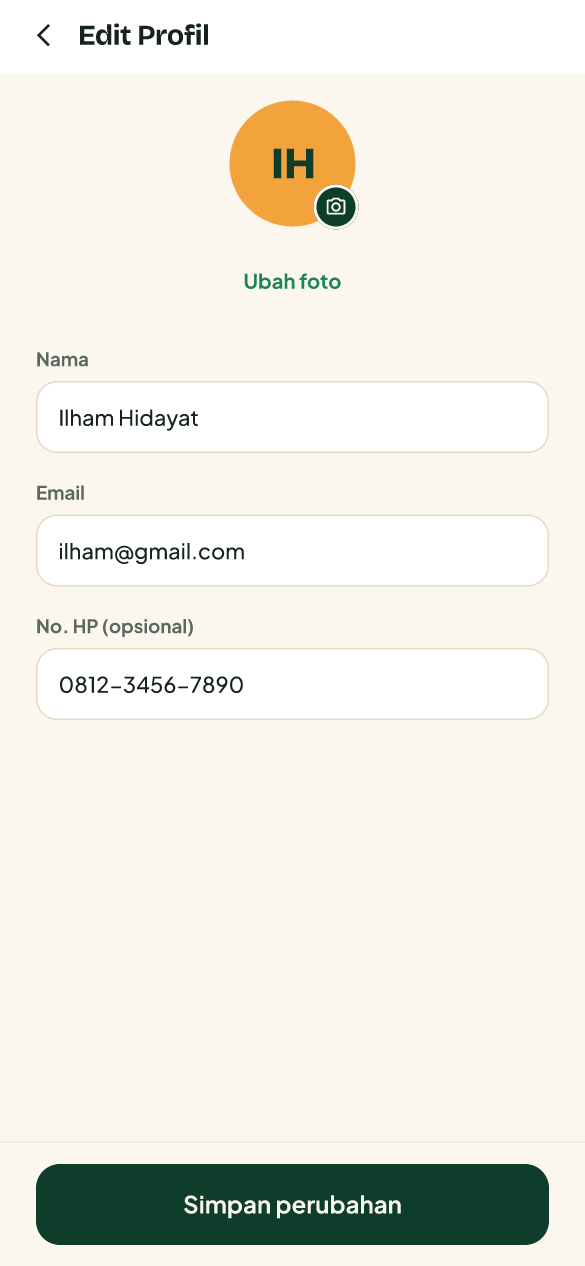 Edit Profil
IH
Ubah foto
Nama
Ilham Hidayat
Email
ilham@gmail.com
No. HP (opsional)
0812-3456-7890
Simpan perubahan